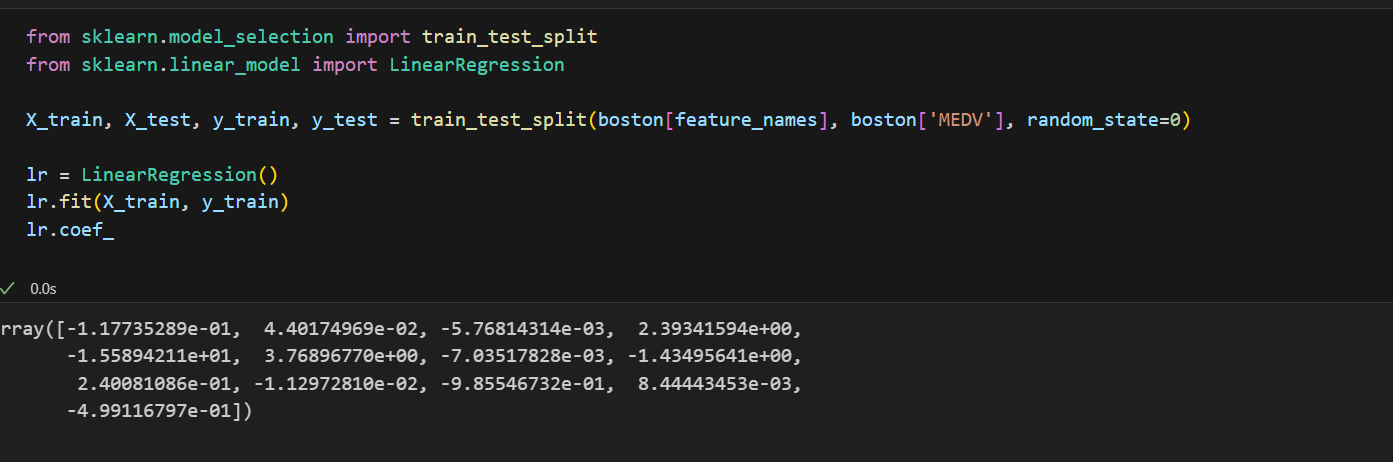 from sklearn.model_selection import train_test_split
from sklearn.linear_model import LinearRegression
X_train, X_test, y_train, y_test = train_test_split(boston[feature_names], boston['MEDV'], random_state=0)
lr = LinearRegression()
lr.fit(X_train, y_train)
lr.coef_
0.0s
rray([-1.17735289e-01,  4.40174969e-02, -5.76814314e-03,  2.39341594e+00,
-1.55894211e+01,  3.76896770e+00, -7.03517828e-03, -1.43495641e+00,
2.40081086e-01, -1.12972810e-02, -9.85546732e-01,  8.44443453e-03,
-4.99116797e-01])